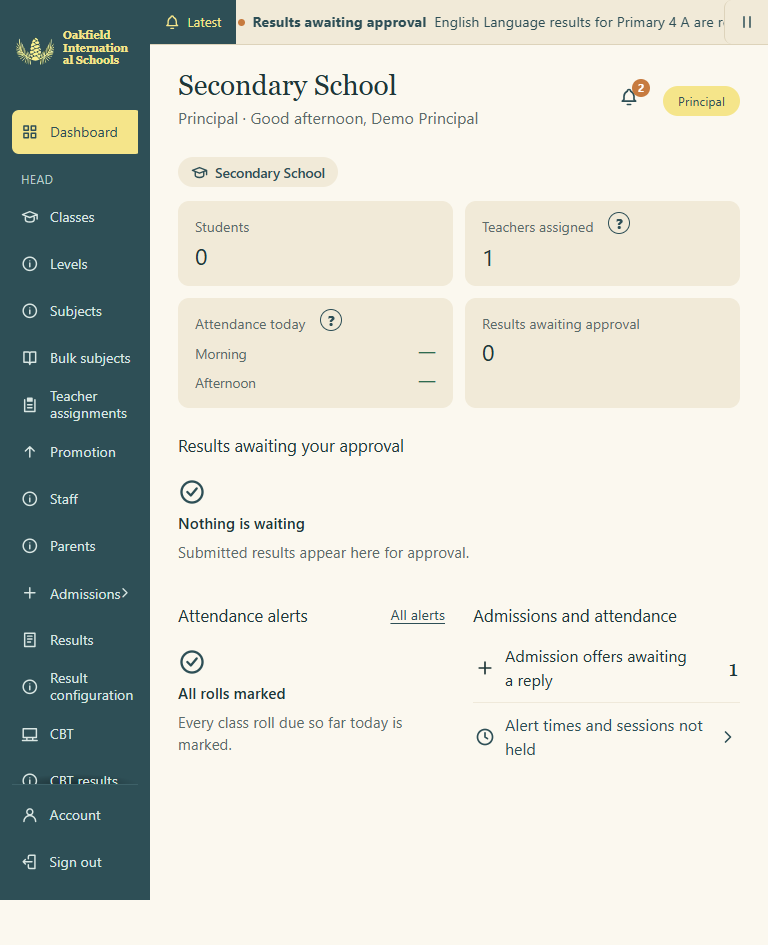 Oakfield
Internation
al Schools
Latest
Results awaiting approval English Language results for Primary 4 A are
Dashboard
HEAD
Classes
Levels
Subjects
Bulk subjects
Teacher
assignments
Promotion
Staff
Parents
Admissions
Results
Result
configuration
CBT
CBT results
Account
Sign out
Secondary School
Principal · Good afternoon, Demo Principal
2
Principal
Secondary School
Students
0
Teachers assigned ?
1
Attendance today ?
Morning —
Afternoon —
Results awaiting approval
0
Results awaiting your approval
Nothing is waiting
Submitted results appear here for approval.
Attendance alerts All alerts
All rolls marked
Every class roll due so far today is
marked.
Admissions and attendance
Admission offers awaiting
a reply
1
Alert times and sessions not
held